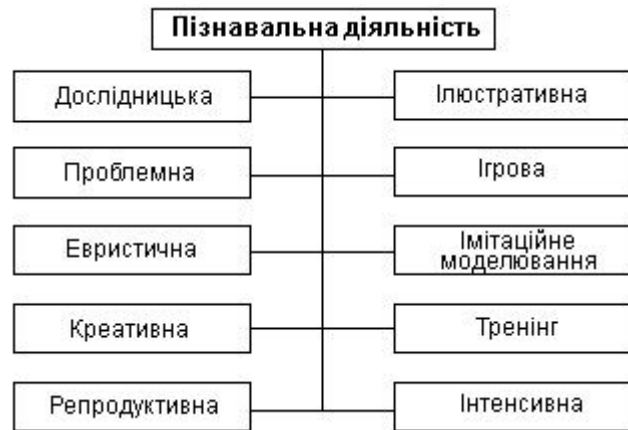 Пізнавальна діяльність
Дослідницька
Ілюстративна
Проблемна
Ігрова
Евристична
Імітаційне
моделювання
Креативна
Тренінг
Репродуктивна
Інтенсивна